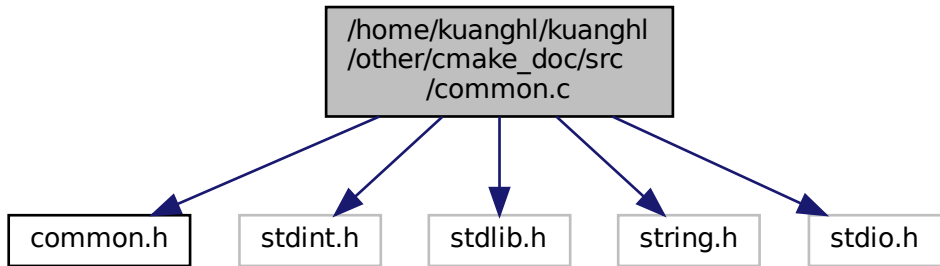 /home/kuanghl/kuanghl
/other/cmake_doc/src
/common.c
common.h
stdint.h
stdlib.h
string.h
stdio.h